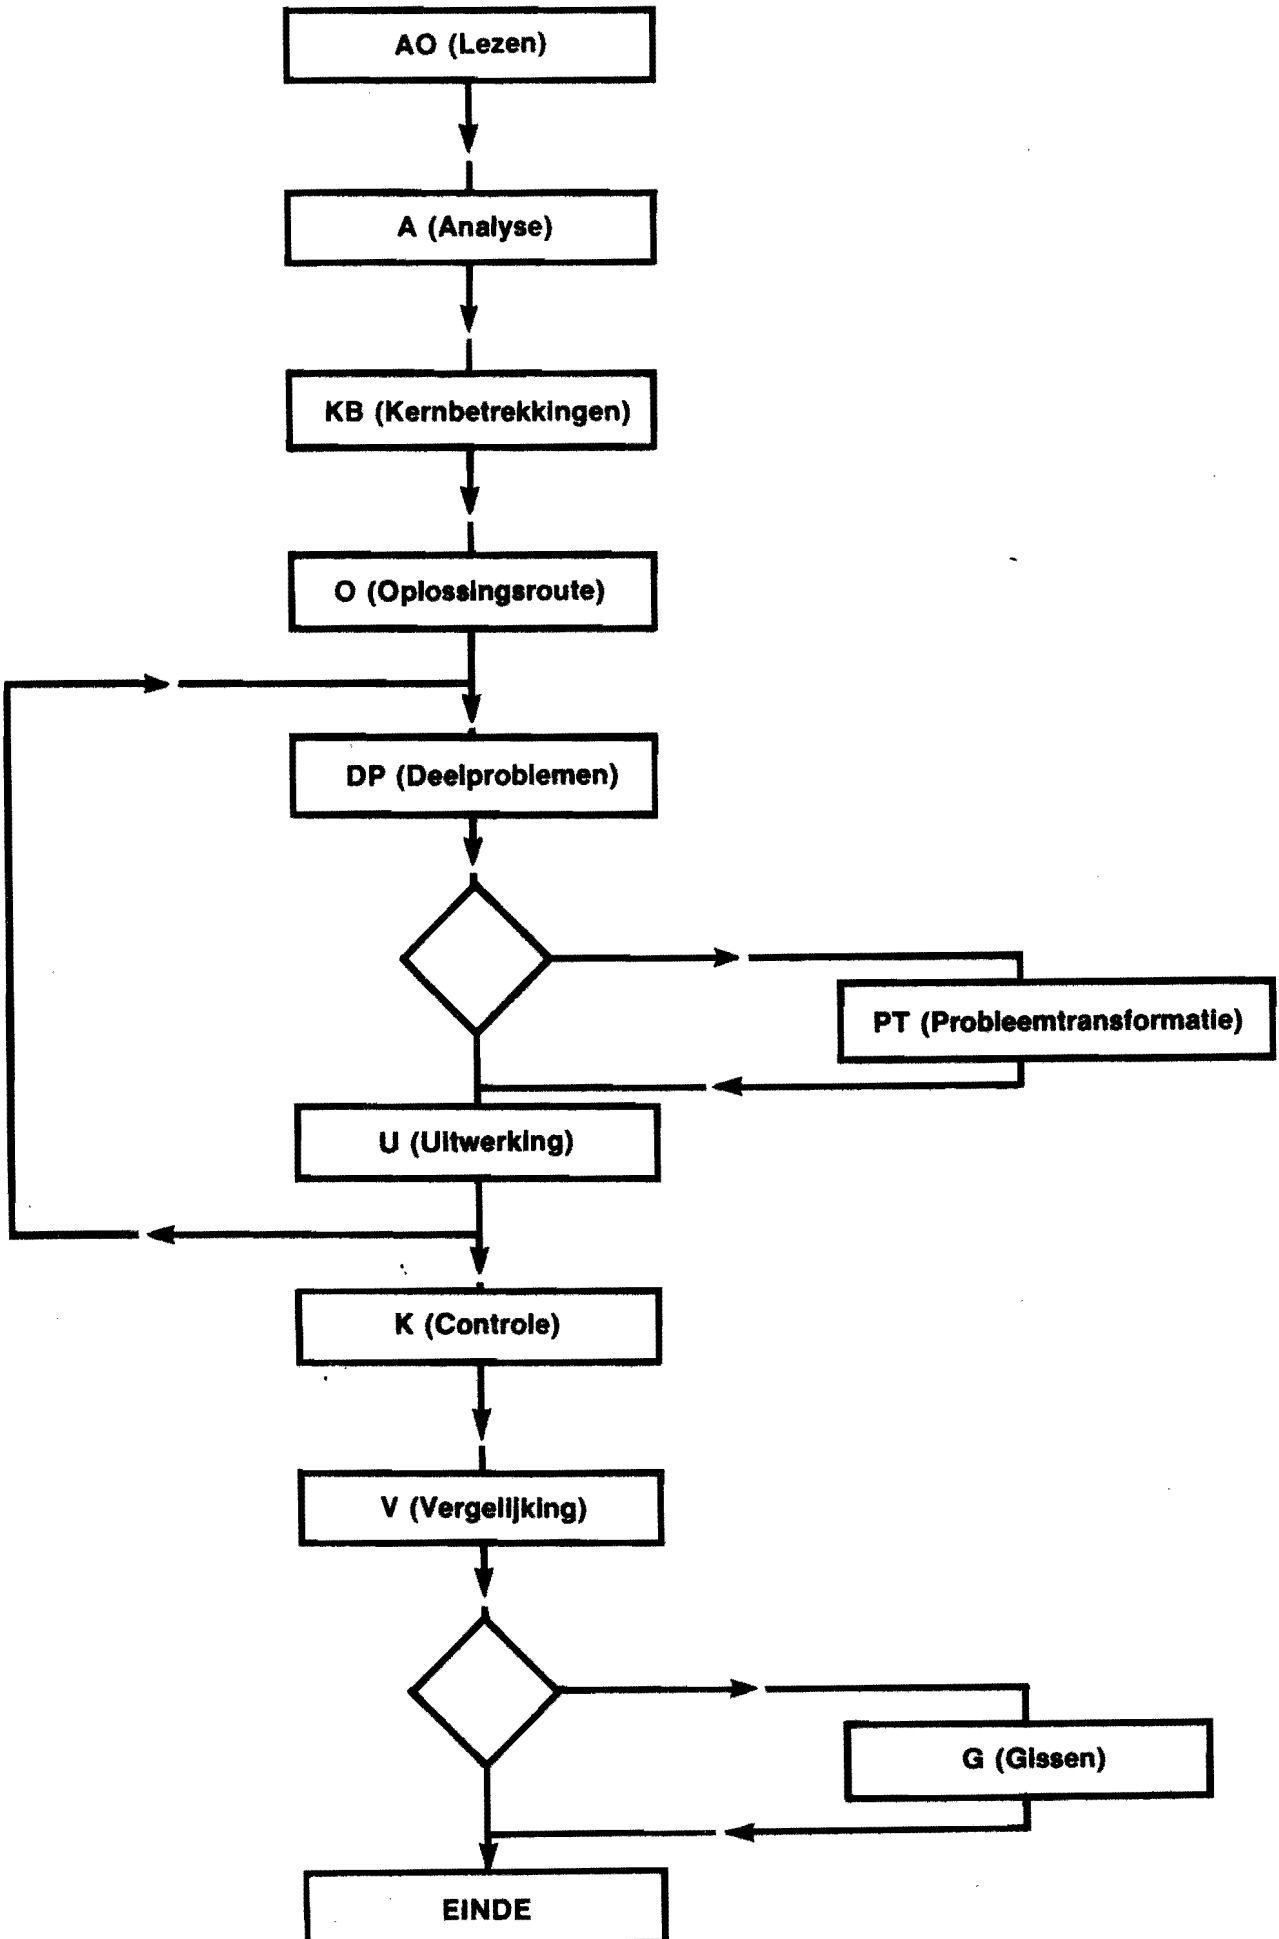 AO (Lezen)
A (Analyse)
KB (Kernbetrekkingen)
O (Oplossingsroute)
DP (Deelproblemen)
PT (Probleemtransformatie)
U (Uitwerking)
K (Controle)
V (Vergelijking)
G (Gissen)
EINDE